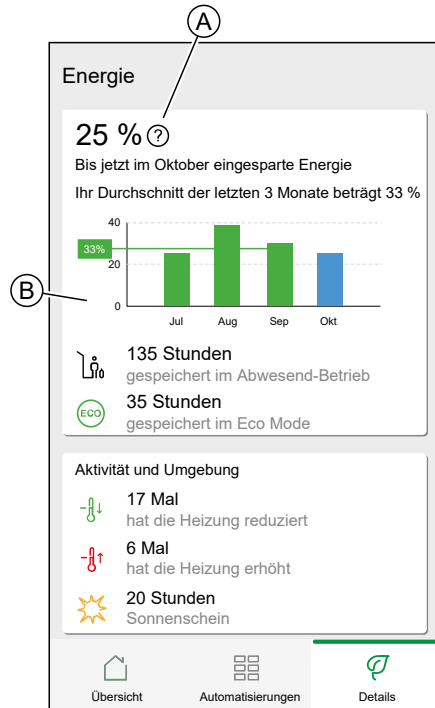 A
Energie
25 % ?
Bis jetzt im Oktober eingesparte Energie
Ihr Durchschnitt der letzten 3 Monate beträgt 33 %
40
33%
20
B
0
Jul Aug Sep Okt
135 Stunden
gespeichert im Abwesend-Betrieb
ECO
35 Stunden
gespeichert im Eco Mode
Aktivität und Umgebung
17 Mal
hat die Heizung reduziert
6 Mal
hat die Heizung erhöht
20 Stunden
Sonnenschein
Übersicht Automatisierungen Details